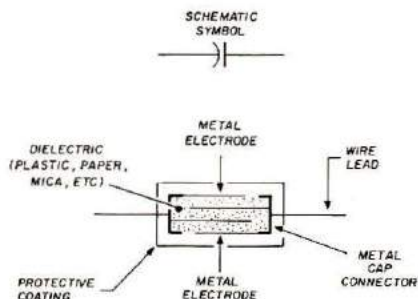 SCHEMATIC
SYMBOL
METAL
ELECTRODE
DIELECTRIC
(PLASTIC, PAPER,
MICA, ETC)
WIRE
LEAD
PROTECTIVE
COATING
METAL
ELECTRODE
METAL
CAP
CONNECTOR